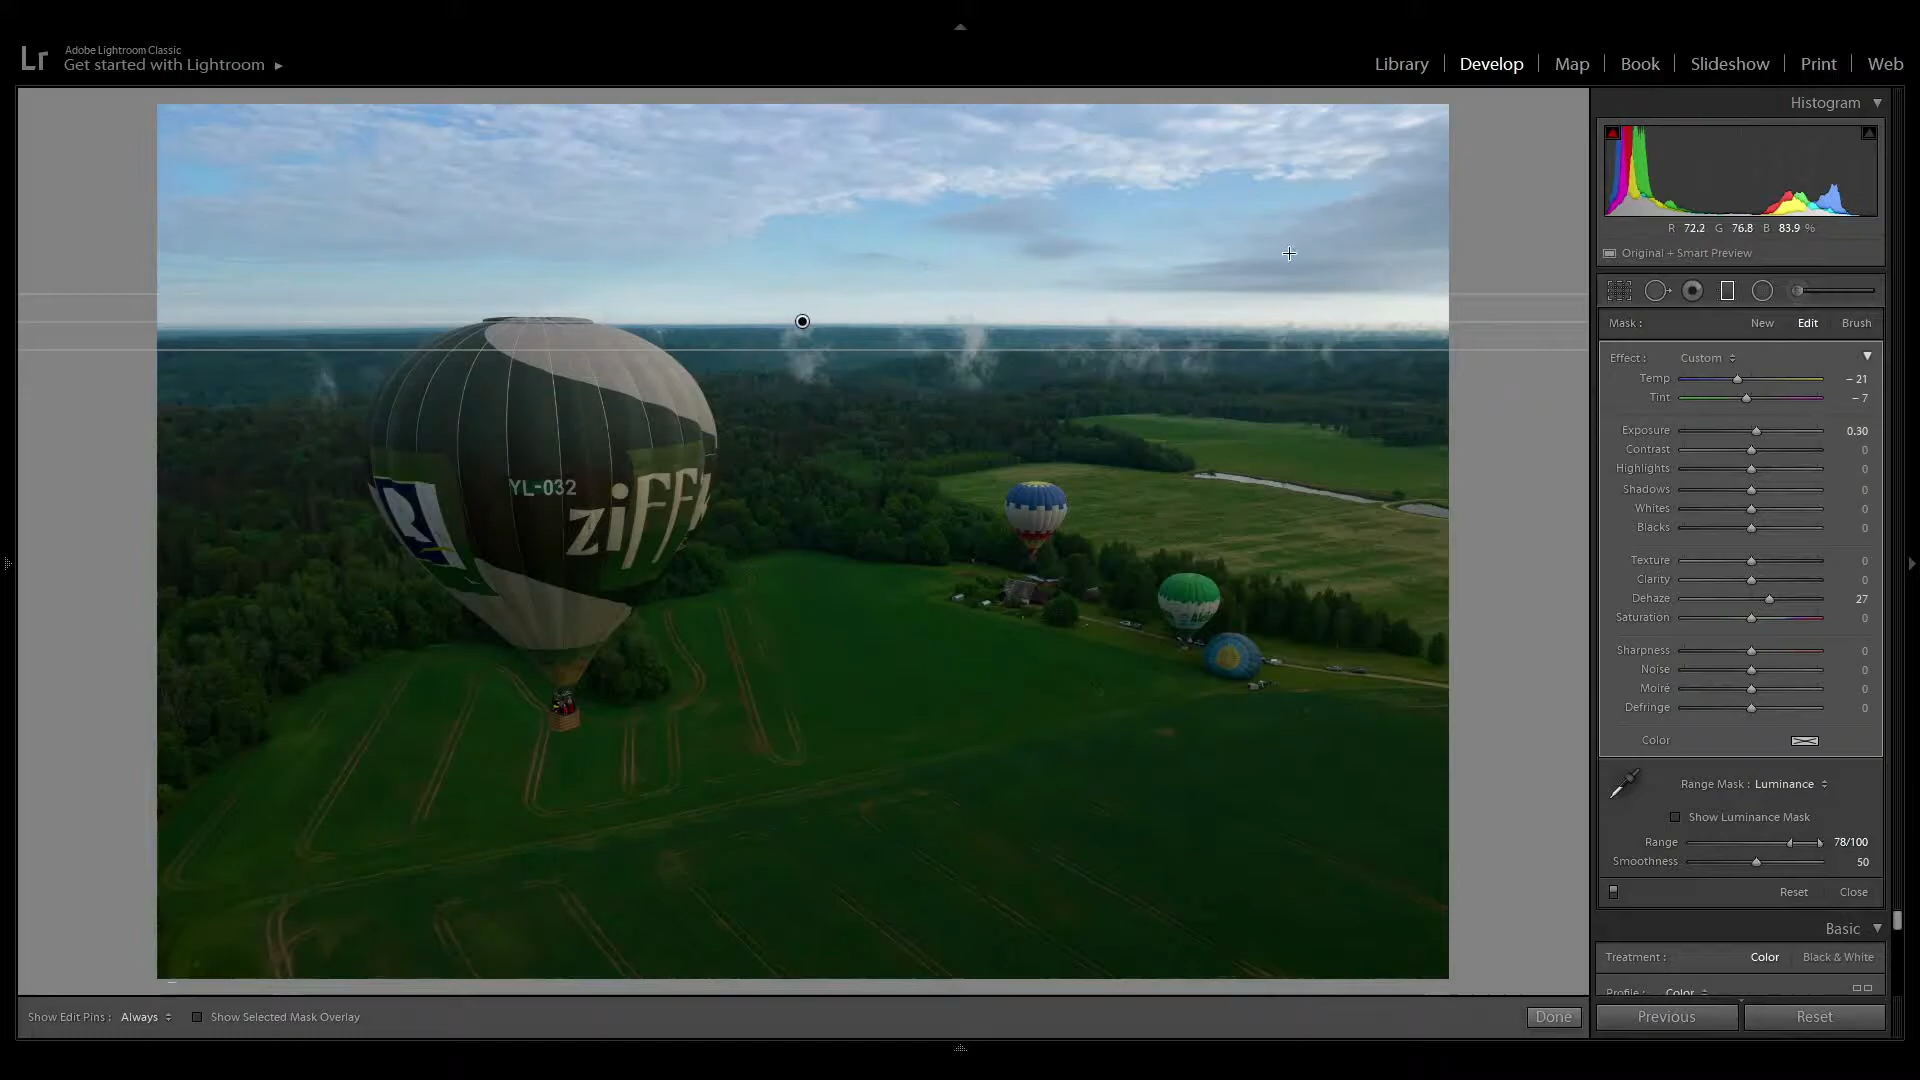 Lr
Adobe Lightroom Classic
Get started with Lightroom
Library
Develop
Map
Book
Slideshow
Print
Web
Histogram
R 72.2 G 76.8 B 83.9 %
Original + Smart Preview
Mask : New Edit Brush
Effect : Custom
Temp − 21
Tint − 7
Exposure 0.30
Contrast 0
Highlights 0
Shadows 0
Whites 0
Blacks 0
Texture 0
Clarity 0
Dehaze 27
Saturation 0
Sharpness 0
Noise 0
Moiré 0
Defringe 0
Color
Range Mask : Luminance
Show Luminance Mask
Range 78/100
Smoothness 50
Reset Close
Basic
Treatment : Color Black & White
Profile : Color
Previous Reset
YL-032
Show Edit Pins : Always Show Selected Mask Overlay Done